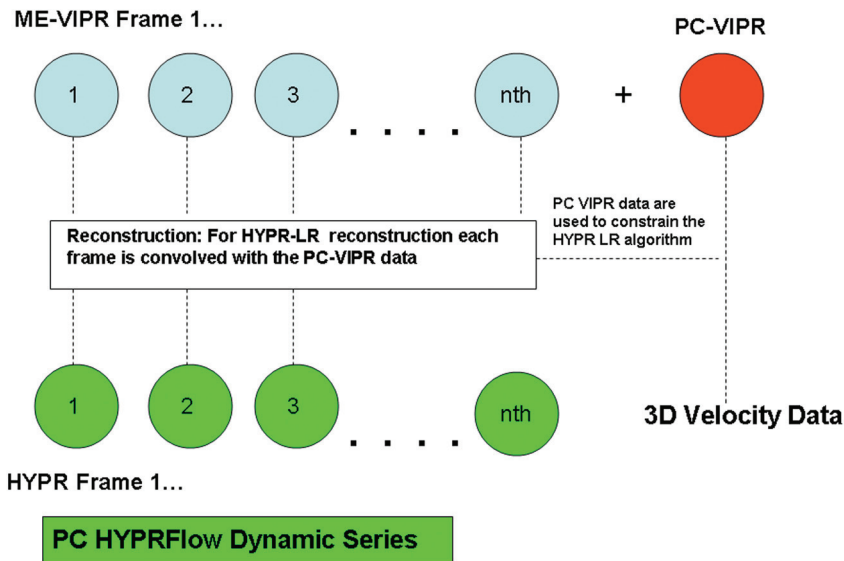 ME-VIPR Frame 1...
PC-VIPR
1
2
3
. . . .
nth
+
PC VIPR data are
used to constrain the
HYPR LR algorithm
Reconstruction: For HYPR-LR reconstruction each
frame is convolved with the PC-VIPR data
1
2
3
. . . .
nth
3D Velocity Data
HYPR Frame 1...
PC HYPRFlow Dynamic Series